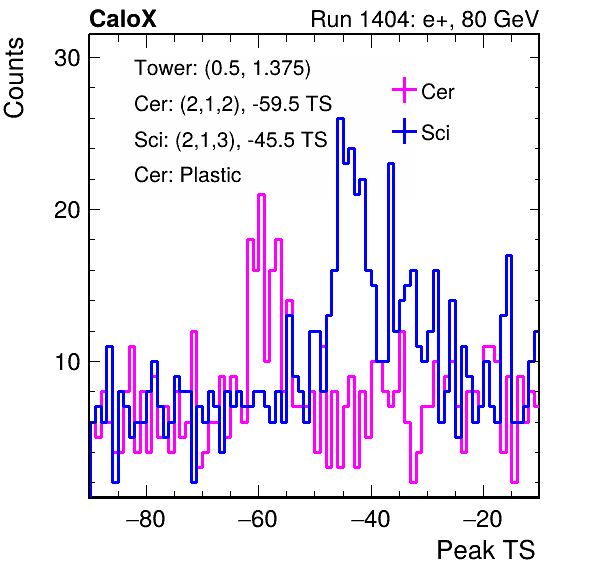 CaloX Run 1404: e+, 80 GeV
Counts
30
20
10
Tower: (0.5, 1.375)
Cer: (2,1,2), -59.5 TS
Sci: (2,1,3), -45.5 TS
Cer: Plastic
Cer
Sci
−80 −60 −40 −20
Peak TS